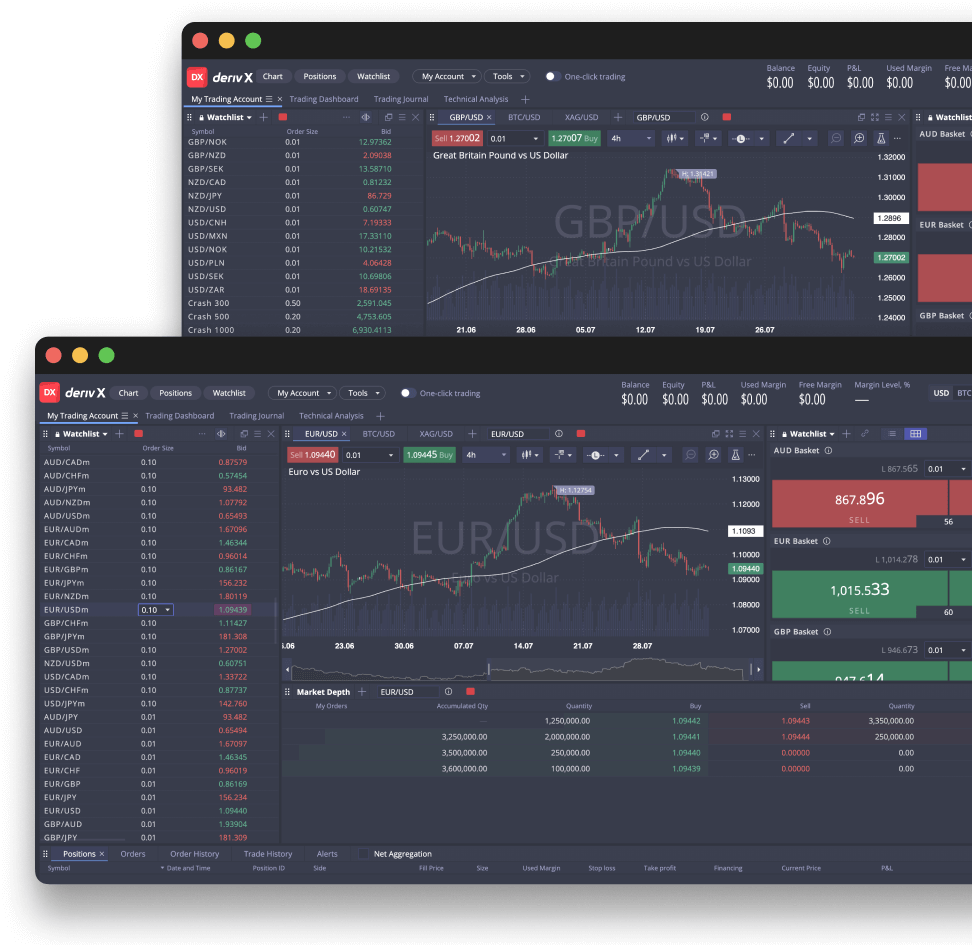 DX deriv X Chart Positions Watchlist My Account Tools One-click trading
Balance Equity P&L Used Margin Free Ma
$0.00 $0.00 $0.00 $0.00 $0.00
My Trading Account Trading Dashboard Trading Journal Technical Analysis
Watchlist
Symbol Order Size Bid
GBP/NOK 0.01 12.97362
GBP/NZD 0.01 2.09038
GBP/SEK 0.01 13.58710
NZD/CAD 0.01 0.81232
NZD/JPY 0.01 86.729
NZD/USD 0.01 0.60747
USD/CNH 0.01 7.19333
USD/MXN 0.01 17.33110
USD/NOK 0.01 10.21532
USD/PLN 0.01 4.06428
USD/SEK 0.01 10.69806
USD/ZAR 0.01 18.69135
Crash 300 0.50 2,591.045
Crash 500 0.20 4,753.605
Crash 1000 0.20 6,930.4113
GBP/USD BTC/USD XAG/USD GBP/USD
Sell 1.27002 0.01 1.27007 Buy 4h
Great Britain Pound vs US Dollar
H: 1.31421
GBP/USD
Great Britain Pound vs US Dollar
1.32000
1.31000
1.30000
1.2896
1.28000
1.27002
1.26000
1.25000
1.24000
21.06 28.06 05.07 12.07 19.07 26.07
Watchlist
AUD Basket
EUR Basket
GBP Basket
DX deriv X Chart Positions Watchlist My Account Tools One-click trading
Balance Equity P&L Used Margin Free Margin Margin Level, %
$0.00 $0.00 $0.00 $0.00 $0.00 —
USD BTC
My Trading Account Trading Dashboard Trading Journal Technical Analysis
Watchlist
Symbol Order Size Bid
AUD/CADm 0.10 0.87579
AUD/CHFm 0.10 0.57454
AUD/JPYm 0.10 93.482
AUD/NZDm 0.10 1.07792
AUD/USDm 0.10 0.65493
EUR/AUDm 0.10 1.67096
EUR/CADm 0.10 1.46344
EUR/CHFm 0.10 0.96014
EUR/GBPm 0.10 0.86167
EUR/JPYm 0.10 156.232
EUR/NZDm 0.10 1.80119
EUR/USDm 0.10 1.09439
GBP/CHFm 0.10 1.11427
GBP/JPYm 0.10 181.308
GBP/USDm 0.10 1.27002
NZD/USDm 0.10 0.60751
USD/CADm 0.10 1.33722
USD/CHFm 0.10 0.87737
USD/JPYm 0.10 142.760
AUD/JPY 0.01 93.482
AUD/USD 0.01 0.65494
EUR/AUD 0.01 1.67097
EUR/CAD 0.01 1.46345
EUR/CHF 0.01 0.96019
EUR/GBP 0.01 0.86169
EUR/JPY 0.01 156.234
EUR/USD 0.01 1.09440
GBP/AUD 0.01 1.93904
GBP/JPY 0.01 181.309
EUR/USD BTC/USD XAG/USD EUR/USD
Sell 1.09440 0.01 1.09445 Buy 4h
Euro vs US Dollar
H: 1.12754
EUR/USD
Euro vs US Dollar
1.13000
1.12000
1.1093
1.10000
1.09440
1.09000
1.08000
1.07000
.06 23.06 30.06 07.07 14.07 21.07 28.07
Watchlist
AUD Basket
L 867.565 0.01
867.896
SELL
56
EUR Basket
L 1,014.278 0.01
1,015.533
SELL
60
GBP Basket
L 946.673 0.01
947.614
Market Depth EUR/USD
My Orders Accumulated Qty Quantity Buy Sell Quantity
— 1,250,000.00 1.09442 1.09443 3,350,000.00
3,250,000.00 2,000,000.00 1.09441 1.09444 250,000.00
3,500,000.00 250,000.00 1.09440 0.00000 0.00
3,600,000.00 100,000.00 1.09439 0.00000 0.00
Positions Orders Order History Trade History Alerts Net Aggregation
Symbol Date and Time Position ID Side Fill Price Size Used Margin Stop loss Take profit Financing Current Price P&L